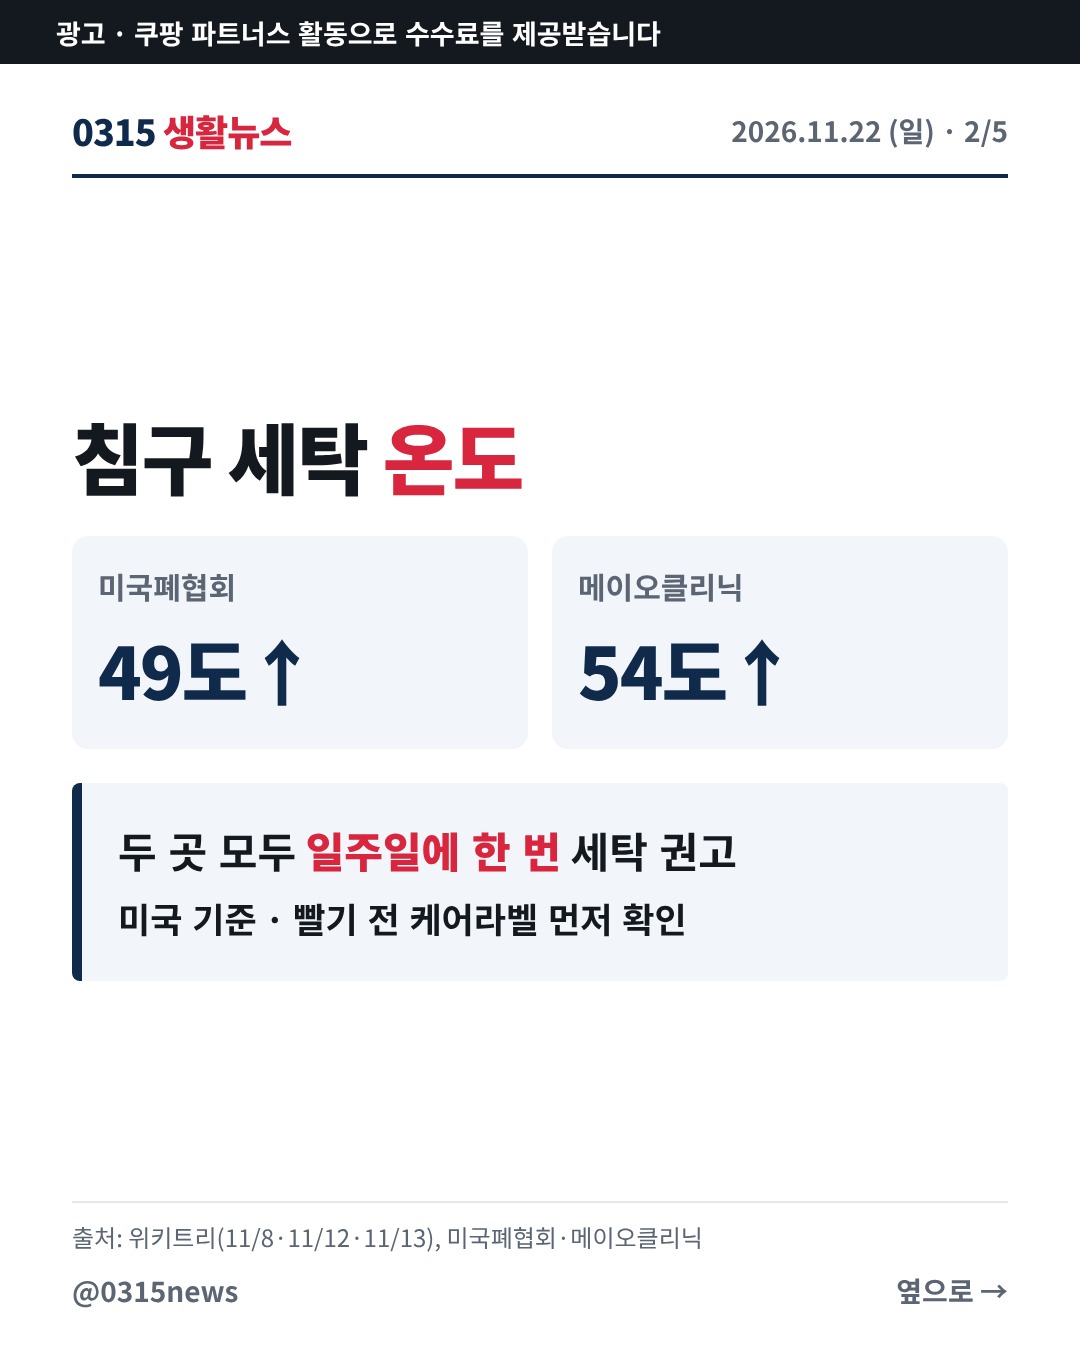 광고 · 쿠팡 파트너스 활동으로 수수료를 제공받습니다
0315 생활뉴스
2026.11.22 (일) · 2/5
침구 세탁 온도
미국폐협회
49도 ↑
메이오클리닉
54도 ↑
두 곳 모두 일주일에 한 번 세탁 권고
미국 기준 · 빨기 전 케어라벨 먼저 확인
출처: 위키트리(11/8·11/12·11/13), 미국폐협회·메이오클리닉
@0315news
옆으로 →